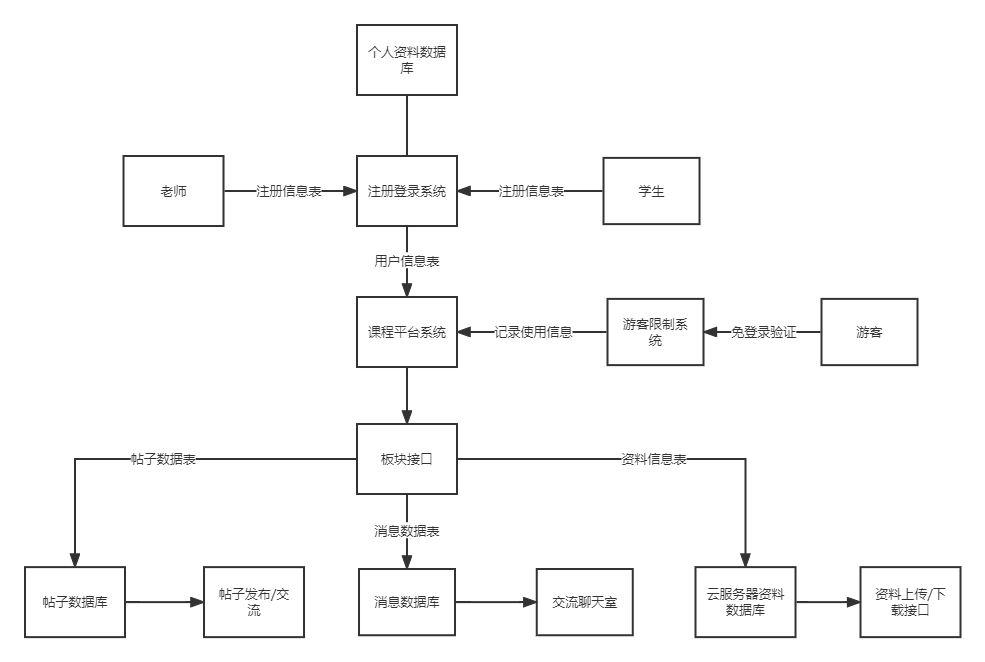 个人资料数据
库
老师
注册信息表
注册登录系统
注册信息表
学生
用户信息表
课程平台系统
记录使用信息
游客限制系
统
免登录验证
游客
帖子数据表
板块接口
资料信息表
消息数据表
帖子数据库
帖子发布/交
流
消息数据库
交流聊天室
云服务器资料
数据库
资料上传/下
载接口